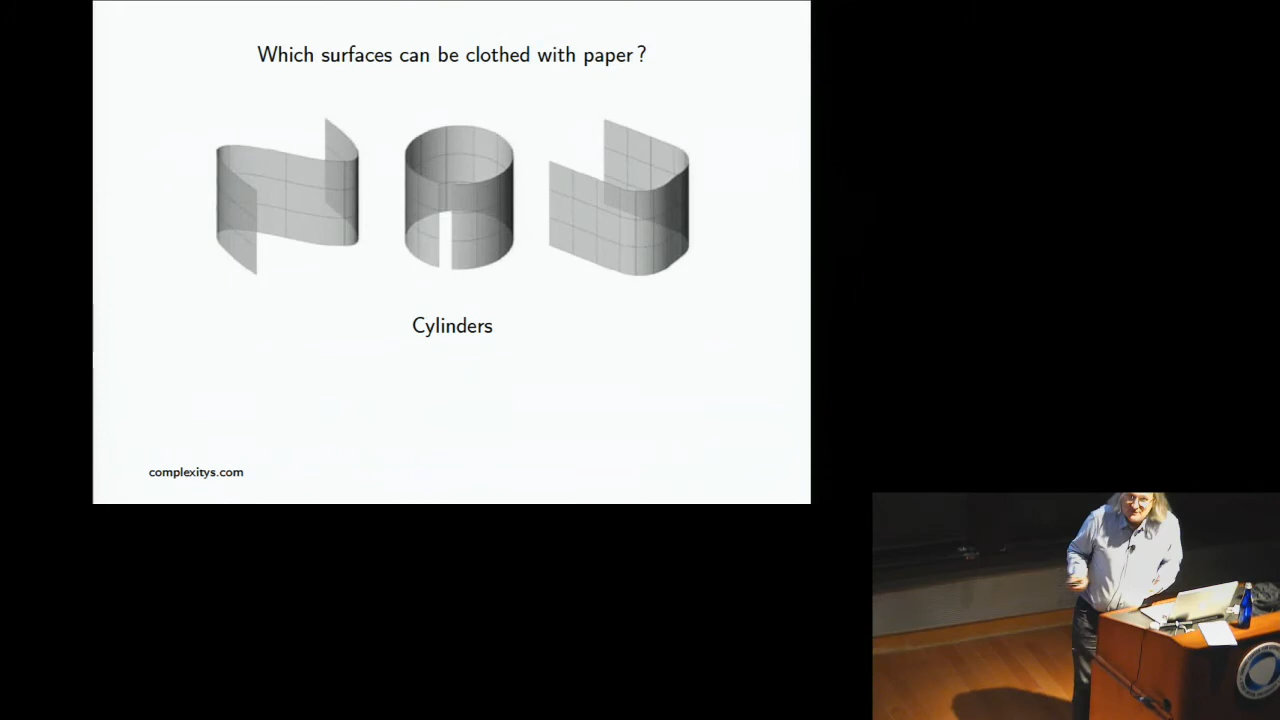 Which surfaces can be clothed with paper ?
Cylinders
complexitys.com